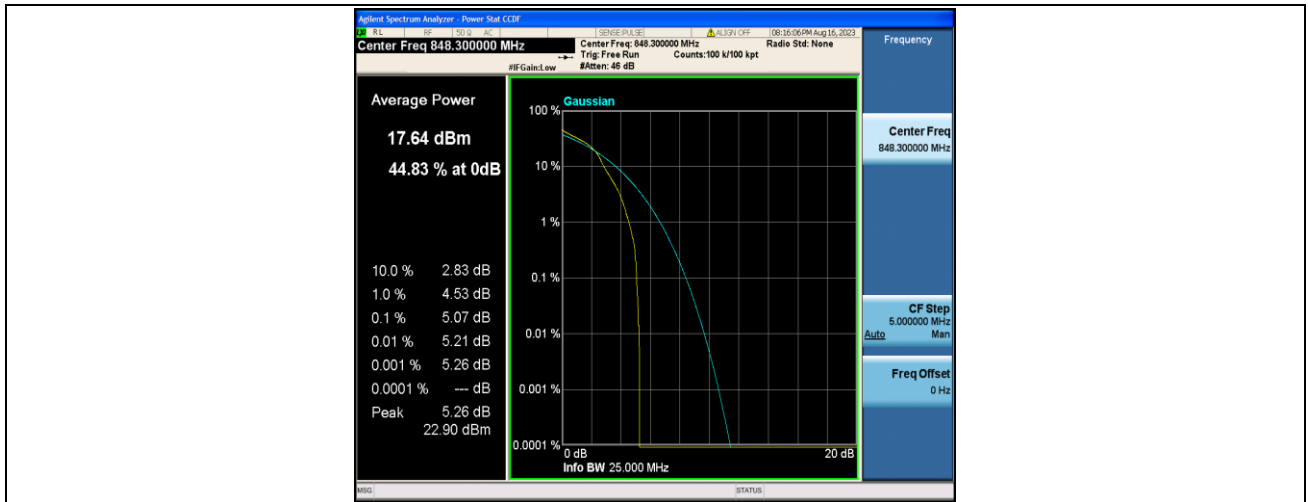 Agilent Spectrum Analyzer - Power Stat CCDF
RL RF 50 Ω AC SENSE:PULSE ALIGN OFF 08:16:06 PM Aug 16, 2023
Center Freq 848.300000 MHz
Center Freq: 848.300000 MHz Radio Std: None
Trig: Free Run Counts:100 k/100 kpt
#IFGain:Low #Atten: 46 dB
Frequency
Average Power
17.64 dBm
44.83 % at 0dB
10.0 % 2.83 dB
1.0 % 4.53 dB
0.1 % 5.07 dB
0.01 % 5.21 dB
0.001 % 5.26 dB
0.0001 % --- dB
Peak 5.26 dB
22.90 dBm
Gaussian
100 %
10 %
1 %
0.1 %
0.01 %
0.001 %
0.0001 %
0 dB 20 dB
Info BW 25.000 MHz
Center Freq
848.300000 MHz
CF Step
5.000000 MHz
Auto Man
Freq Offset
0 Hz
MSG STATUS